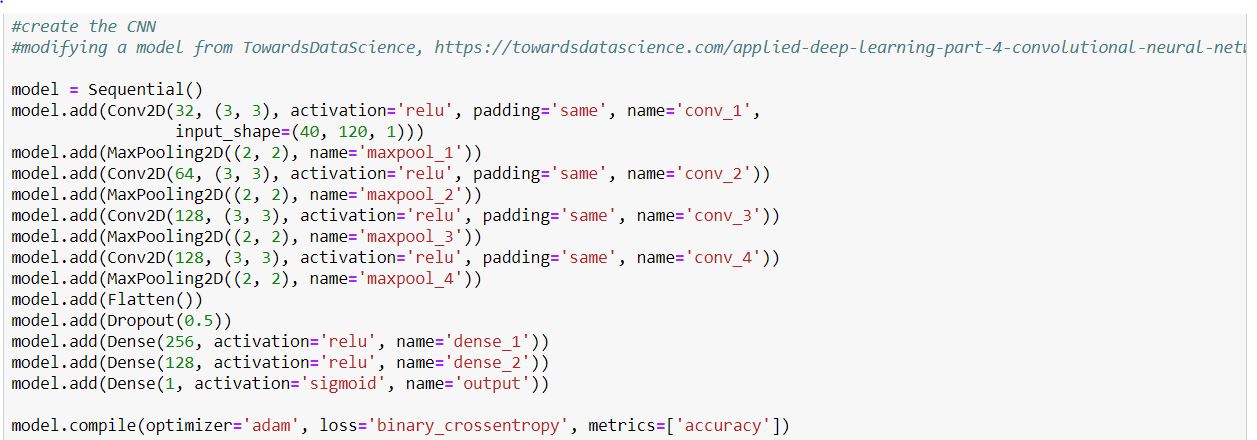 #create the CNN
#modifying a model from TowardsDataScience, https://towardsdatascience.com/applied-deep-learning-part-4-convolutional-neural-
model = Sequential()
model.add(Conv2D(32, (3, 3), activation='relu', padding='same', name='conv_1',
input_shape=(40, 120, 1)))
model.add(MaxPooling2D((2, 2), name='maxpool_1'))
model.add(Conv2D(64, (3, 3), activation='relu', padding='same', name='conv_2'))
model.add(MaxPooling2D((2, 2), name='maxpool_2'))
model.add(Conv2D(128, (3, 3), activation='relu', padding='same', name='conv_3'))
model.add(MaxPooling2D((2, 2), name='maxpool_3'))
model.add(Conv2D(128, (3, 3), activation='relu', padding='same', name='conv_4'))
model.add(MaxPooling2D((2, 2), name='maxpool_4'))
model.add(Flatten())
model.add(Dropout(0.5))
model.add(Dense(256, activation='relu', name='dense_1'))
model.add(Dense(128, activation='relu', name='dense_2'))
model.add(Dense(1, activation='sigmoid', name='output'))
model.compile(optimizer='adam', loss='binary_crossentropy', metrics=['accuracy'])